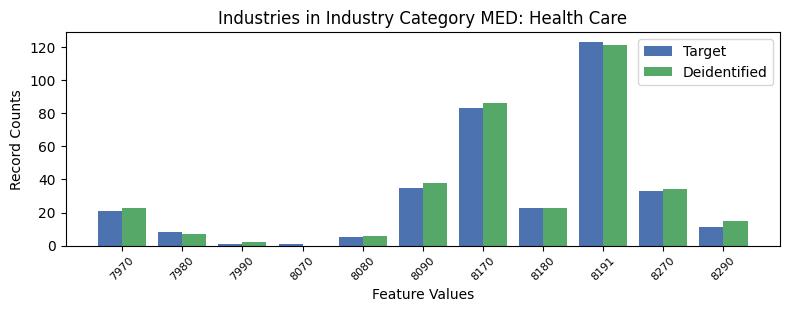 Industries in Industry Category MED: Health Care
Target
Deidentified
Record Counts
120
100
80
60
40
20
0
7970 7980 7990 8070 8080 8090 8170 8180 8191 8270 8290
Feature Values